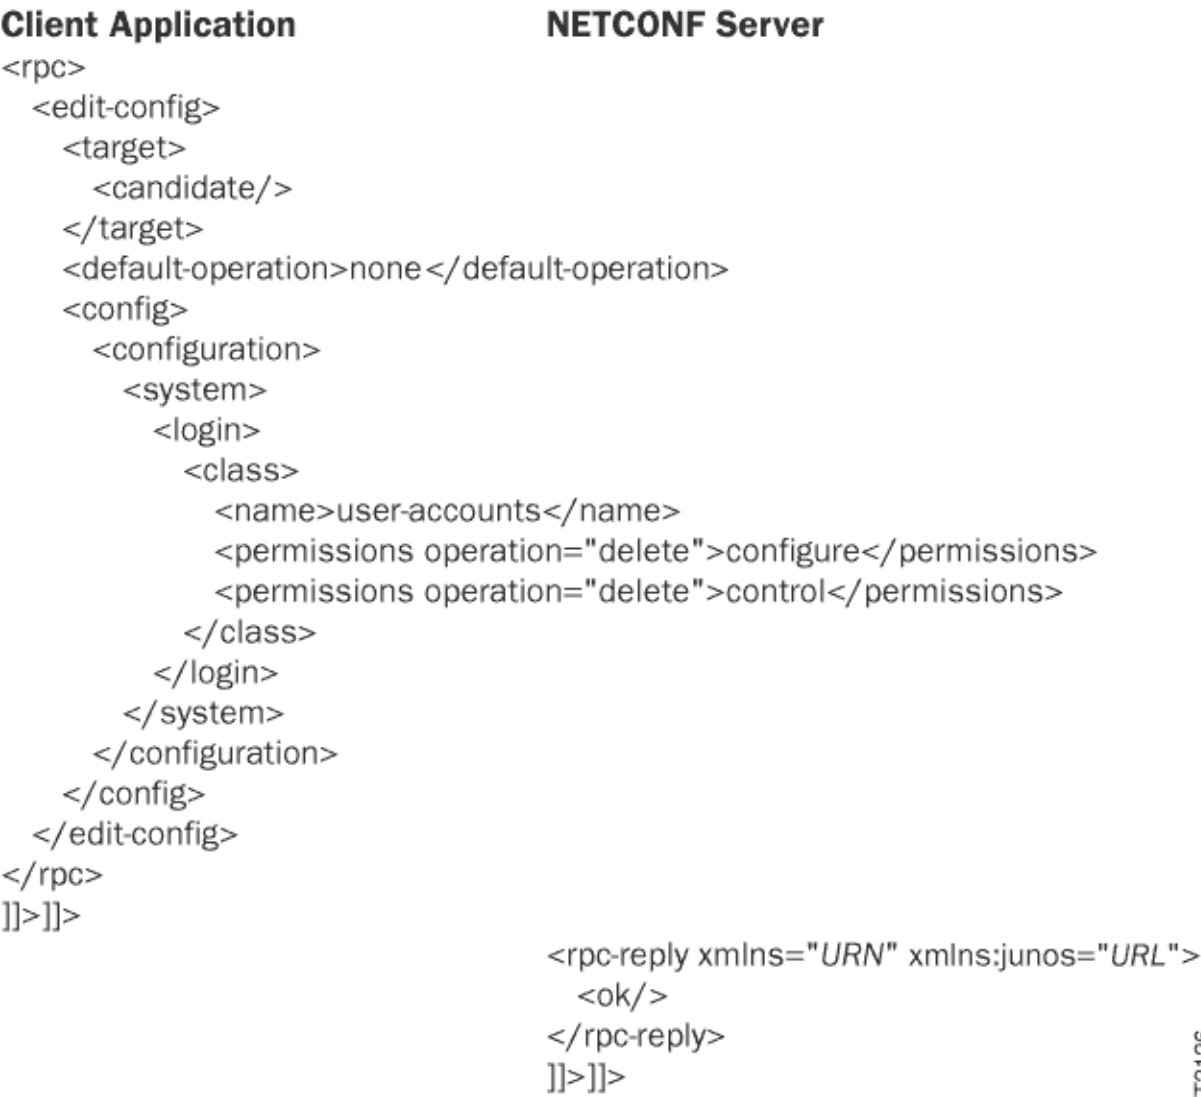 Client Application NETCONF Server
<rpc>
<edit-config>
<target>
<candidate/>
</target>
<default-operation>none</default-operation>
<config>
<configuration>
<system>
<login>
<class>
<name>user-accounts</name>
<permissions operation="delete">configure</permissions>
<permissions operation="delete">control</permissions>
</class>
</login>
</system>
</configuration>
</config>
</edit-config>
</rpc>
]]>]]>
<rpc-reply xmlns="URN" xmlns:junos="URL">
<ok/>
</rpc-reply>
]]>]]>